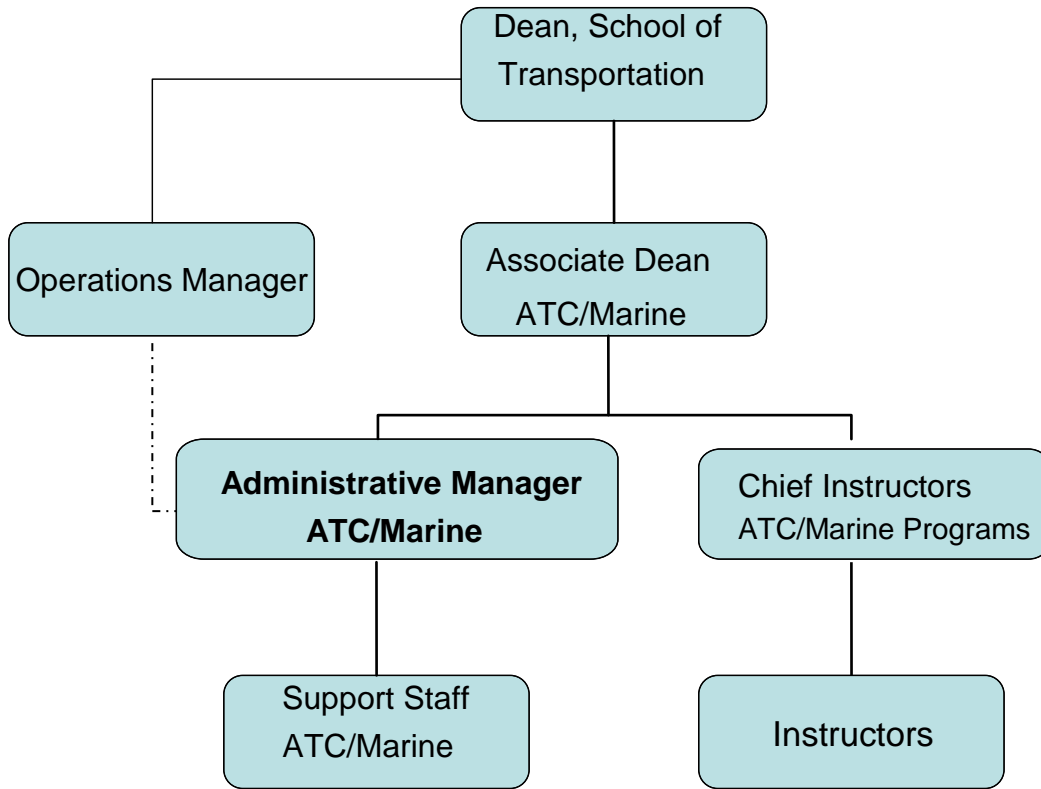 Dean, School of
Transportation
Operations Manager
Associate Dean
ATC/Marine
Administrative Manager
ATC/Marine
Chief Instructors
ATC/Marine Programs
Support Staff
ATC/Marine
Instructors